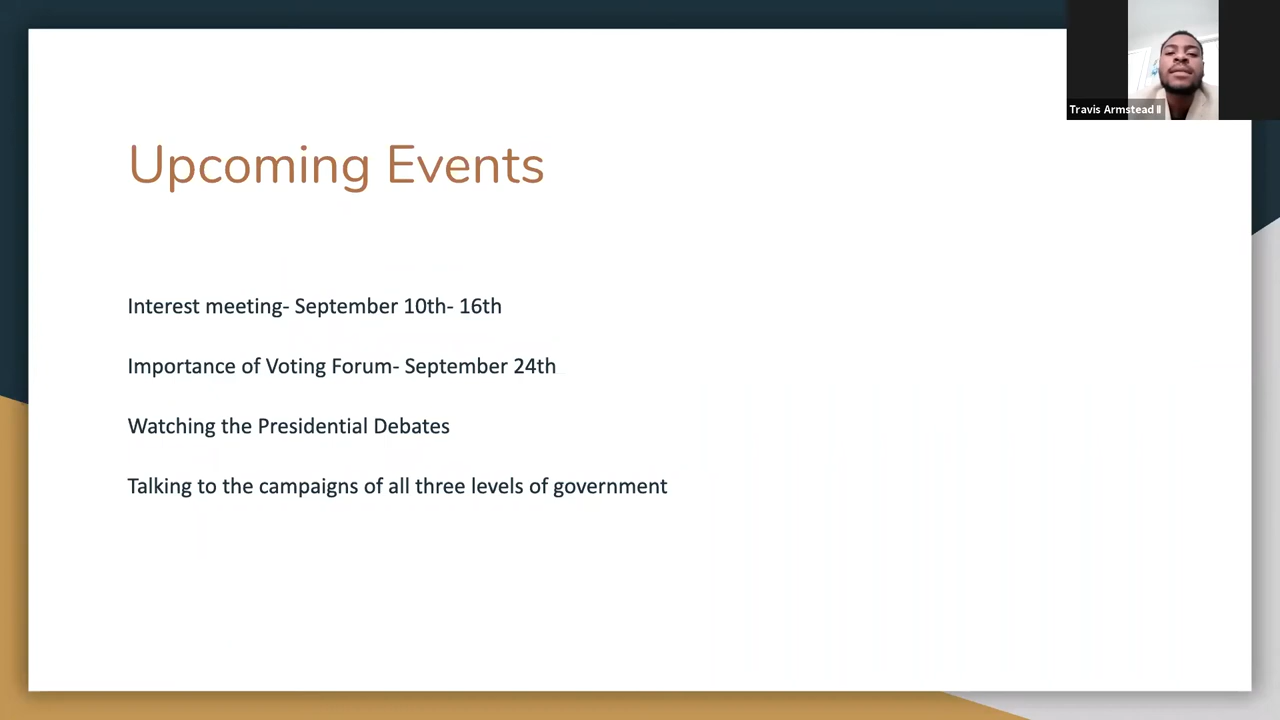 Travis Armstead II
Upcoming Events
Interest meeting- September 10th- 16th
Importance of Voting Forum- September 24th
Watching the Presidential Debates
Talking to the campaigns of all three levels of government